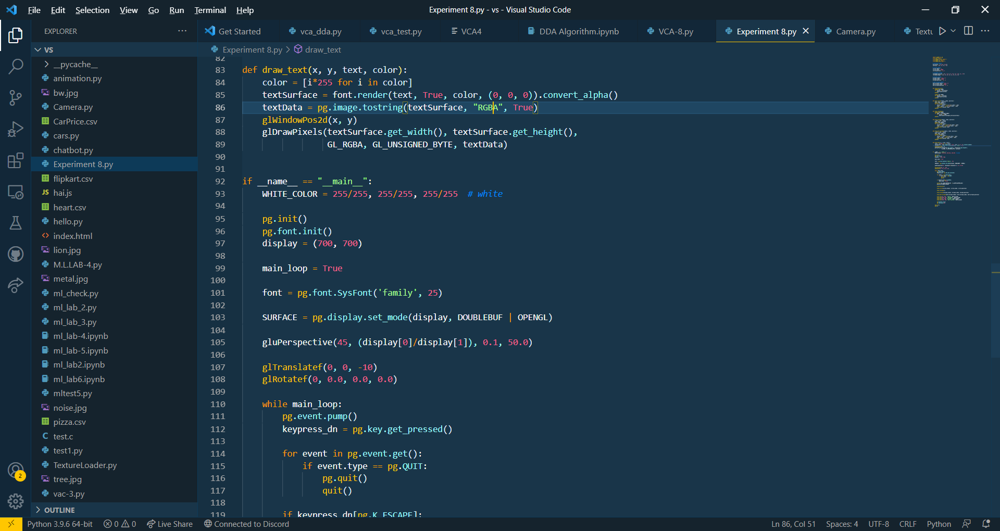 File Edit Selection View Go Run Terminal Help
Experiment 8.py - vs - Visual Studio Code
EXPLORER
Get Started
vca_dda.py
vca_test.py
VCA4
DDA Algorithm.ipynb
VCA-8.py
Experiment 8.py
Camera.py
Textu
VS
__pycache__
animation.py
bw.jpg
Camera.py
CarPrice.csv
cars.py
chatbot.py
Experiment 8.py
flipkart.csv
JS hai.js
heart.csv
hello.py
index.html
lion.jpg
M.L.LAB-4.py
metal.jpg
ml_check.py
ml_lab_2.py
ml_lab_3.py
ml_lab-4.ipynb
ml_lab-5.ipynb
ml_lab2.ipynb
ml_lab6.ipynb
mltest5.py
noise.jpg
pizza.csv
C test.c
test1.py
TextureLoader.py
tree.jpg
vac-3.py
OUTLINE
2
Experiment 8.py > draw_text
82
83 def draw_text(x, y, text, color):
84 color = [i*255 for i in color]
85 textSurface = font.render(text, True, color, (0, 0, 0)).convert_alpha()
86 textData = pg.image.tostring(textSurface, "RGBA", True)
87 glWindowPos2d(x, y)
88 glDrawPixels(textSurface.get_width(), textSurface.get_height(),
89 GL_RGBA, GL_UNSIGNED_BYTE, textData)
90
91
92 if __name__ == "__main__":
93 WHITE_COLOR = 255/255, 255/255, 255/255 # white
94
95 pg.init()
96 pg.font.init()
97 display = (700, 700)
98
99 main_loop = True
100
101 font = pg.font.SysFont('family', 25)
102
103 SURFACE = pg.display.set_mode(display, DOUBLEBUF | OPENGL)
104
105 gluPerspective(45, (display[0]/display[1]), 0.1, 50.0)
106
107 glTranslatef(0, 0, -10)
108 glRotatef(0, 0.0, 0.0, 0.0)
109
110 while main_loop:
111 pg.event.pump()
112 keypress_dn = pg.key.get_pressed()
113
114 for event in pg.event.get():
115 if event.type == pg.QUIT:
116 pg.quit()
117 quit()
118
119 if keypress_dn[pg.K_ESCAPE]:
Python 3.9.6 64-bit 0 0 Live Share Connected to Discord
Ln 86, Col 51 Spaces: 4 UTF-8 CRLF Python